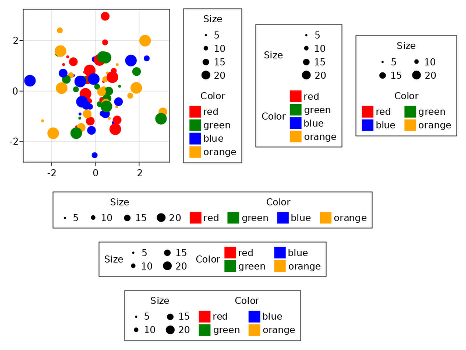 2
0
-2
-2 0 2
Size
5
10
15
20
Color
red
green
blue
orange
Size
5
10
15
20
Color
red
green
blue
orange
Size
5 10
15 20
Color
red green
blue orange
Size Color
5 10 15 20 red green blue orange
Size 5 15 Color red blue
10 20 green orange
Size Color
5 15 red blue
10 20 green orange